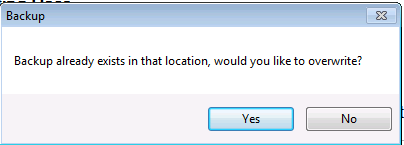 Backup
Backup already exists in that location, would you like to overwrite?
Yes
No